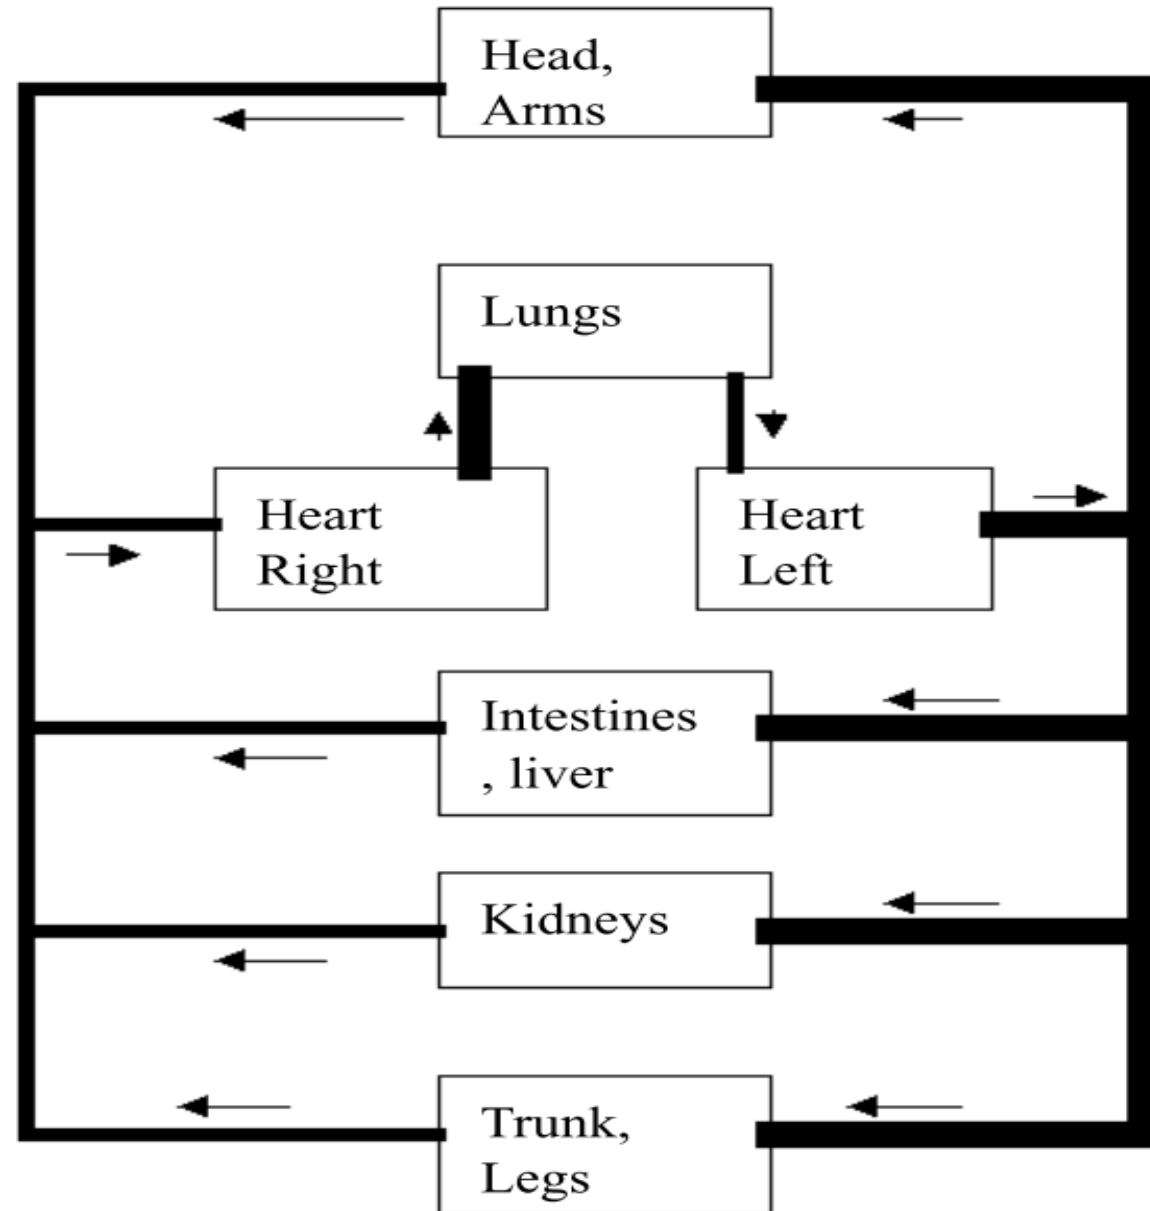 Head,
Arms
Lungs
Heart
Right
Heart
Left
Intestines
, liver
Kidneys
Trunk,
Legs